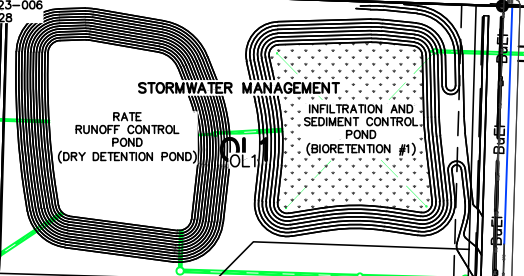 23-006
28
STORMWATER MANAGEMENT
RATE
RUNOFF CONTROL
POND
(DRY DETENTION POND)
INFILTRATION AND
SEDIMENT CONTROL
POND
(BIORETENTION #1)
OL1
OL1
BuEl
BuEl
BuEl